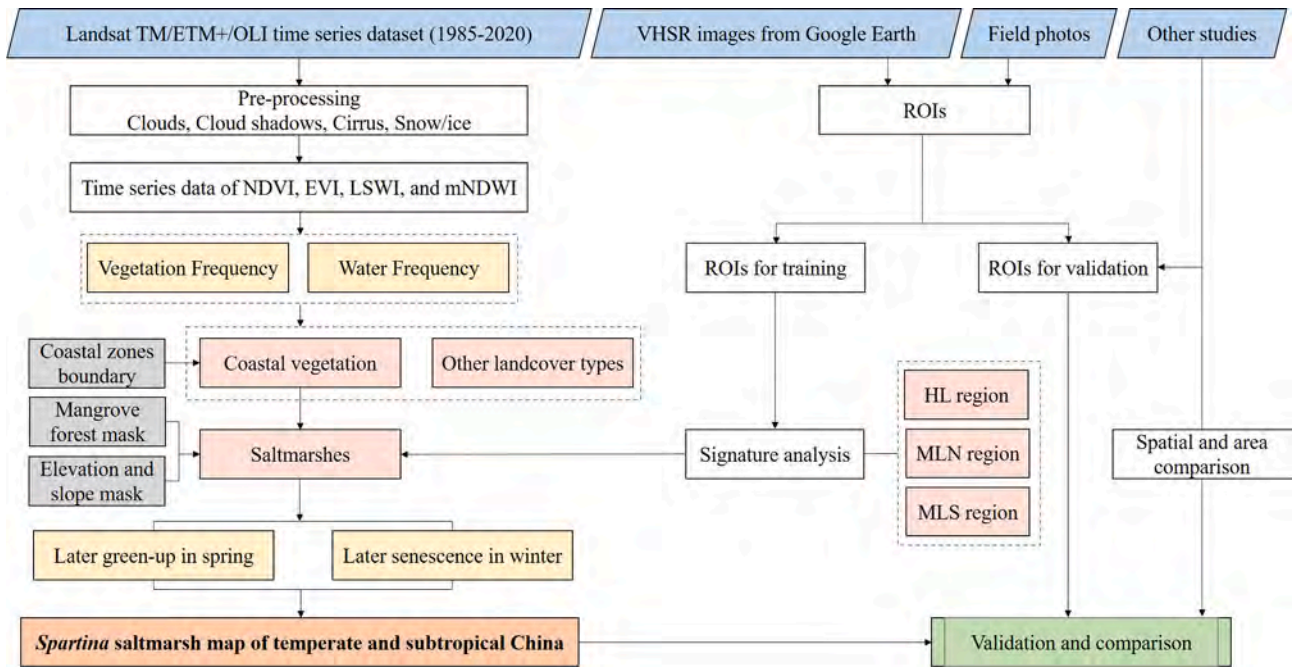 Landsat TM/ETM+/OLI time series dataset (1985-2020)
VHSR images from Google Earth
Field photos
Other studies
Pre-processing
Clouds, Cloud shadows, Cirrus, Snow/ice
ROIs
Time series data of NDVI, EVI, LSWI, and mNDWI
Vegetation Frequency
Water Frequency
ROIs for training
ROIs for validation
Coastal zones
boundary
Coastal vegetation
Other landcover types
HL region
Mangrove
forest mask
Elevation and
slope mask
Saltmarshes
Signature analysis
MLN region
MLS region
Spatial and area
comparison
Later green-up in spring
Later senescence in winter
Spartina saltmarsh map of temperate and subtropical China
Validation and comparison